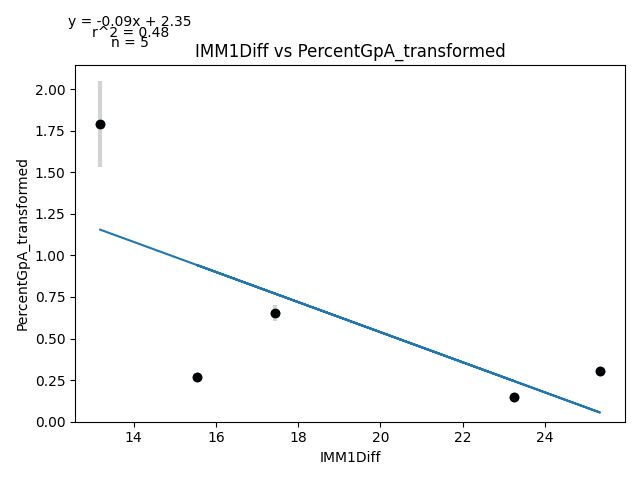 y = -0.09x + 2.35
r^2 = 0.48
n = 5
IMM1Diff vs PercentGpA_transformed
2.00
1.75
1.50
1.25
1.00
0.75
0.50
0.25
0.00
PercentGpA_transformed
14 16 18 20 22 24
IMM1Diff